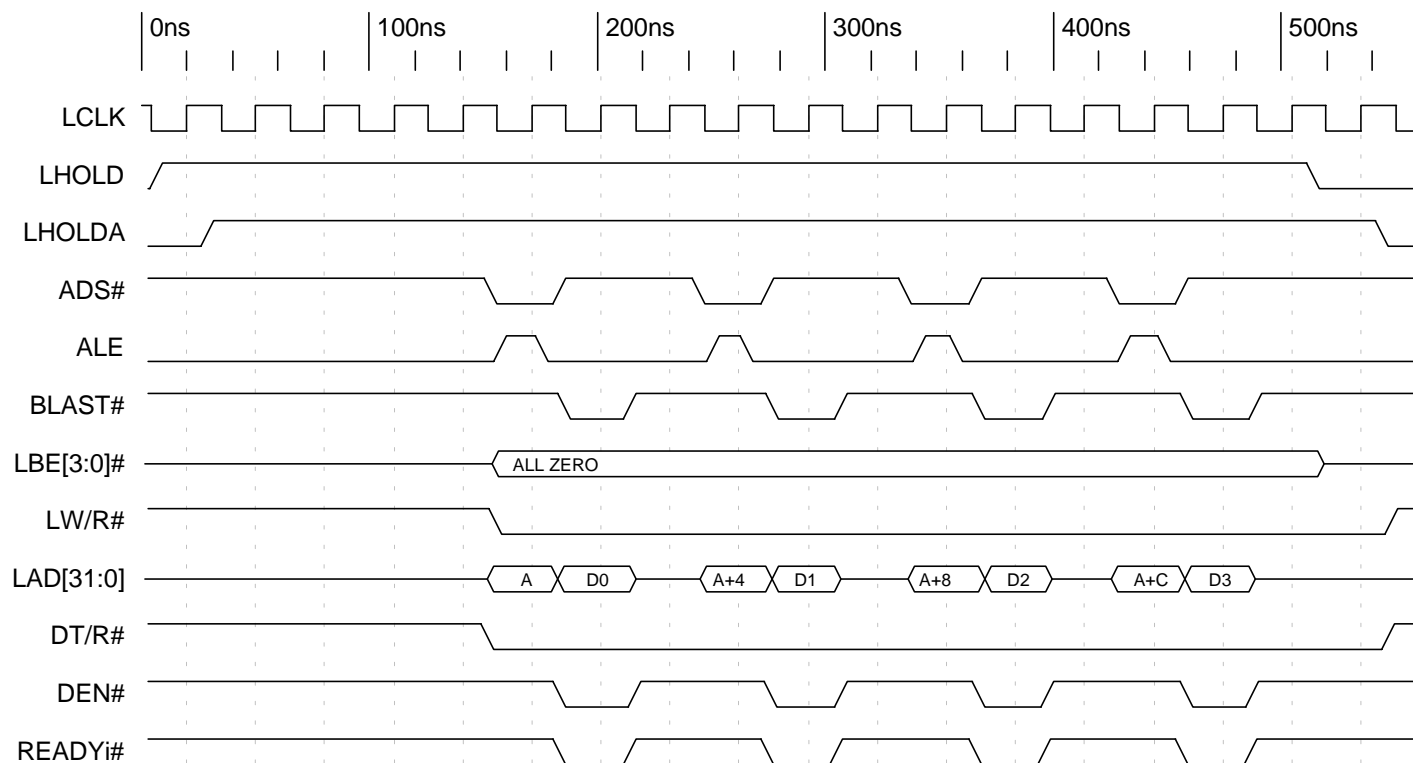 0ns 100ns 200ns 300ns 400ns 500ns
LCLK
LHOLD
LHOLDA
ADS#
ALE
BLAST#
LBE[3:0]# ALL ZERO
LW/R#
LAD[31:0] A D0 A+4 D1 A+8 D2 A+C D3
DT/R#
DEN#
READYi#